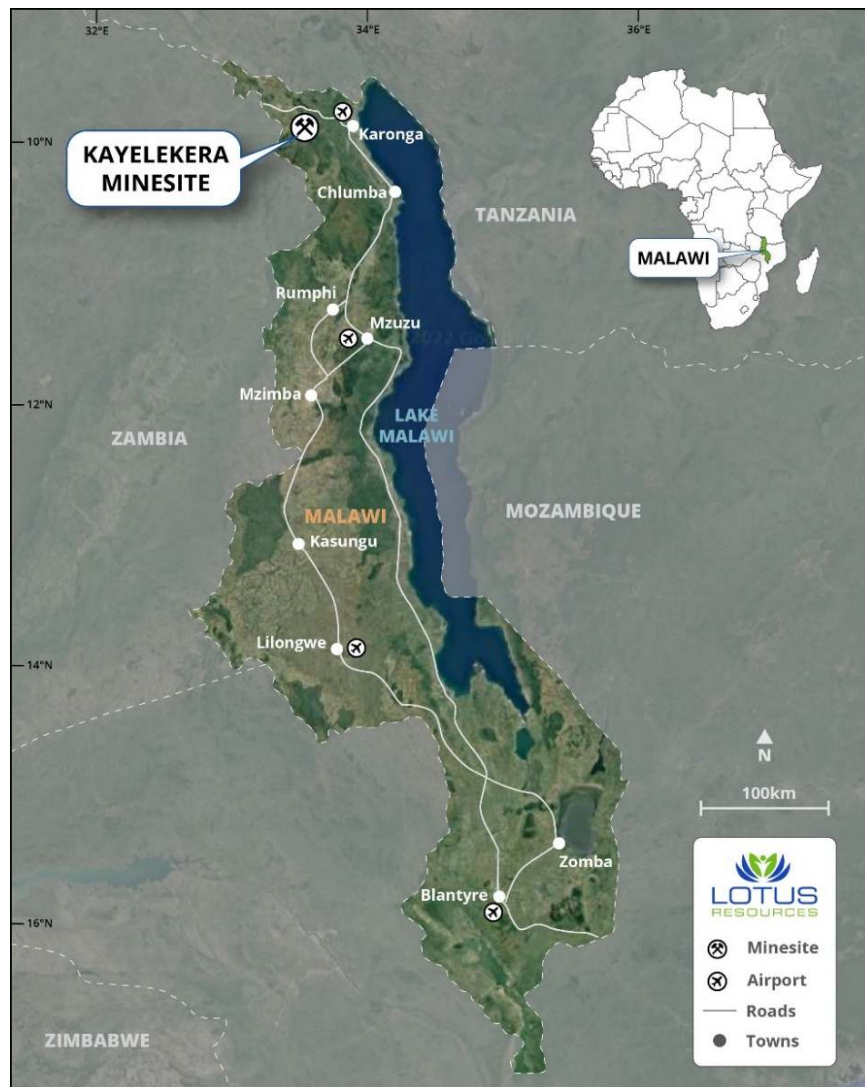 32°E
34°E
36°E
10°N
12°N
14°N
16°N
KAYELEKERA
MINESITE
Karonga
Chlumba
TANZANIA
MALAWI
Rumphi
Mzuzu
Mzimba
LAKE
MALAWI
ZAMBIA
MALAWI
MOZAMBIQUE
Kasungu
Lilongwe
N
100km
Zomba
Blantyre
ZIMBABWE
LOTUS
RESOURCES
Minesite
Airport
Roads
Towns